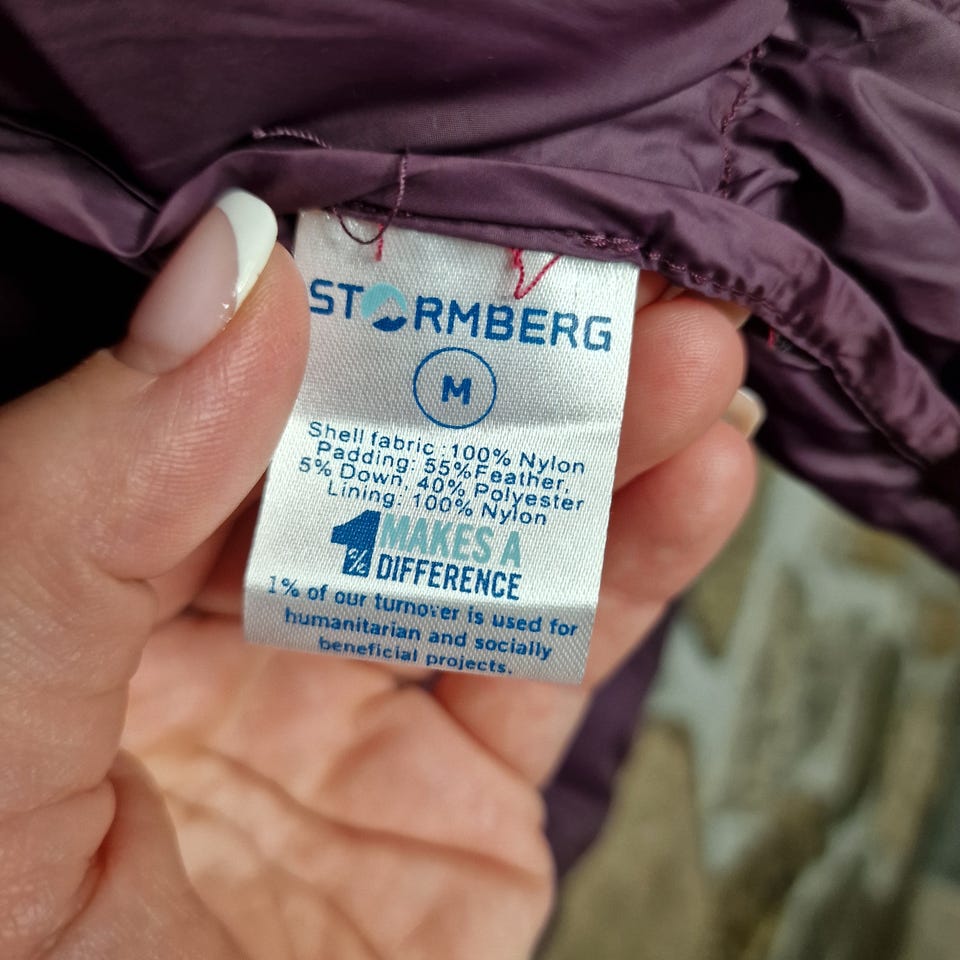 STORMBERG
M
Shell fabric:100% Nylon
Padding: 55%Feather,
5% Down, 40% Polyester
Lining: 100% Nylon
1% MAKES A
DIFFERENCE
1% of our turnover is used for
humanitarian and socially
beneficial projects.